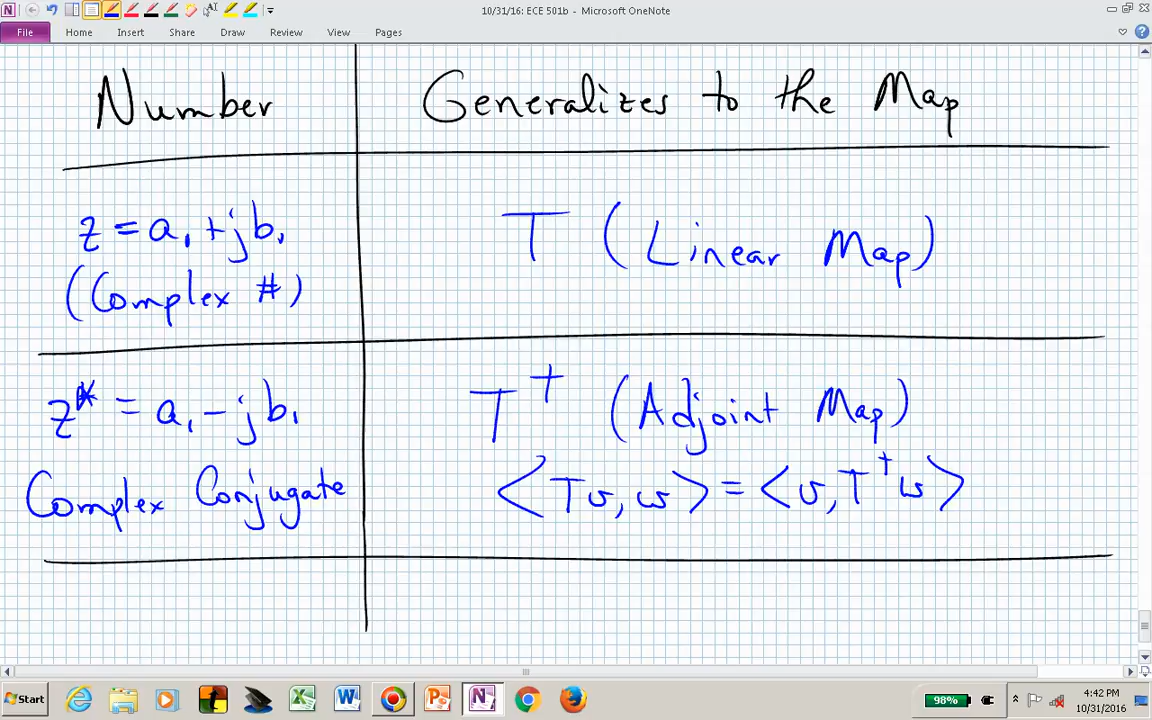 10/31/16: ECE 501b - Microsoft OneNote
File Home Insert Share Draw Review View Pages
Number Generalizes to the Map
z = a₁ + jb₁
(Complex #)
T (Linear Map)
z* = a₁ - jb₁
Complex Conjugate
T† (Adjoint Map)
<Tv, w> = <v, T†w>
Start
98%
4:42 PM
10/31/2016